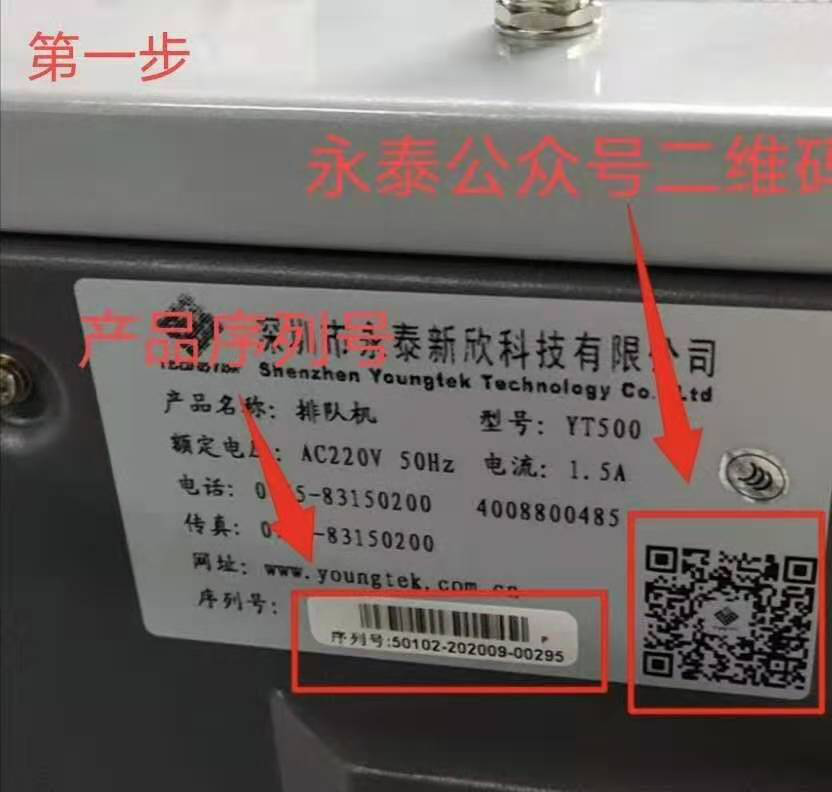 第一步
永泰公众号二维码
产品序列号
深圳市永泰新欣科技有限公司
Shenzhen Youngtek Technology Co., Ltd
产品名称: 排队机 型号: YT500
额定电压: AC220V 50Hz 电流: 1.5A
电话: -83150200 4008800485
传真: -83150200
网址: www.youngtek.com.cn
序列号:
序列号:50102-202009-00295
P